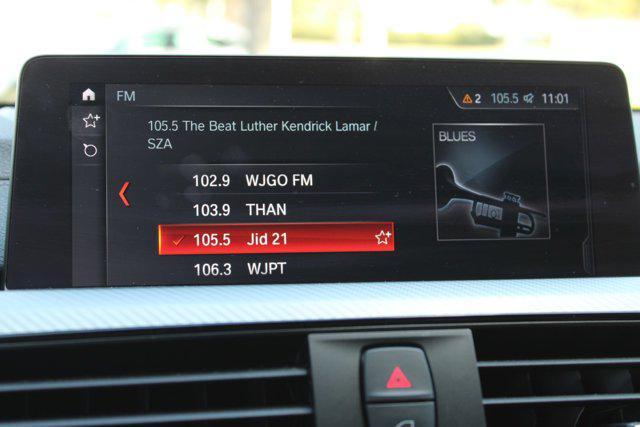 FM
2 105.5 11:01
105.5 The Beat Luther Kendrick Lamar /
SZA
BLUES
102.9 WJGO FM
103.9 THAN
105.5 Jid 21
106.3 WJPT